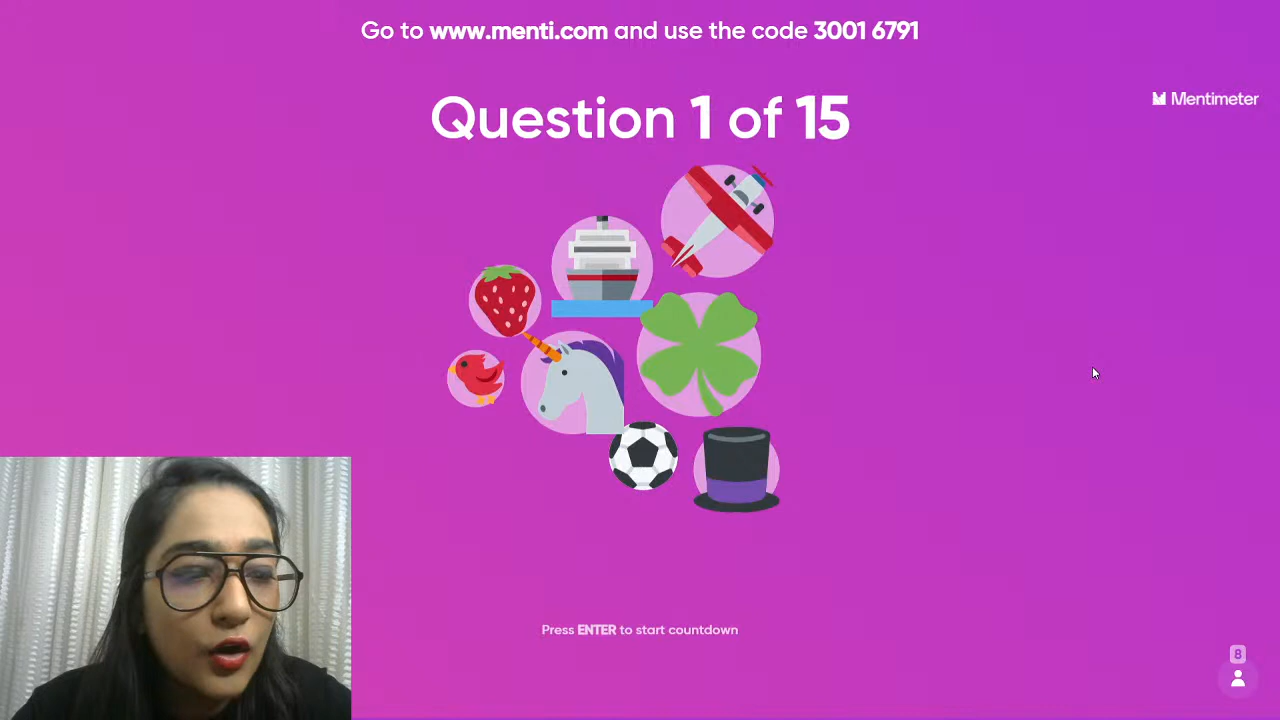 Go to www.menti.com and use the code 3001 6791
Mentimeter
Question 1 of 15
Press ENTER to start countdown
8